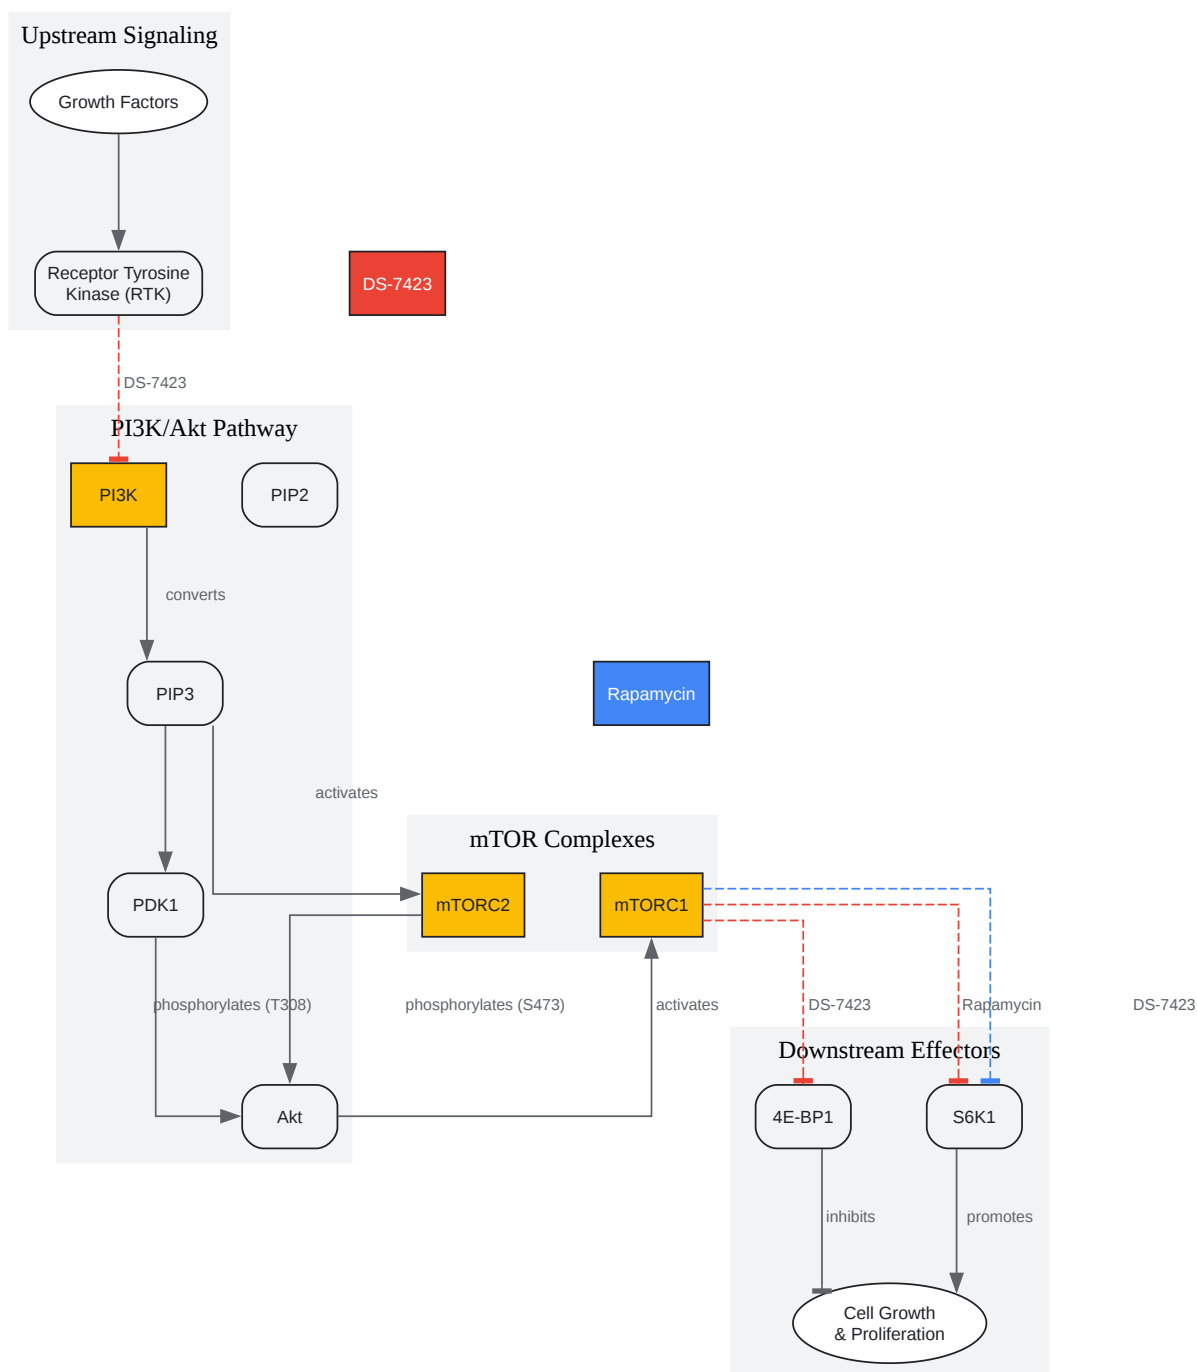 Upstream Signaling
Growth Factors
Receptor Tyrosine
Kinase (RTK)
DS-7423
DS-7423
PI3K/Akt Pathway
PI3K
PIP2
converts
PIP3
Rapamycin
activates
mTOR Complexes
PDK1
mTORC2
mTORC1
phosphorylates (T308)
phosphorylates (S473)
activates
DS-7423
Rapamycin
DS-7423
Downstream Effectors
Akt
4E-BP1
S6K1
inhibits
promotes
Cell Growth
& Proliferation